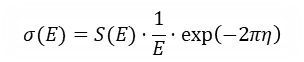 σ(E) = S(E) · 1/E · exp(−2πη)